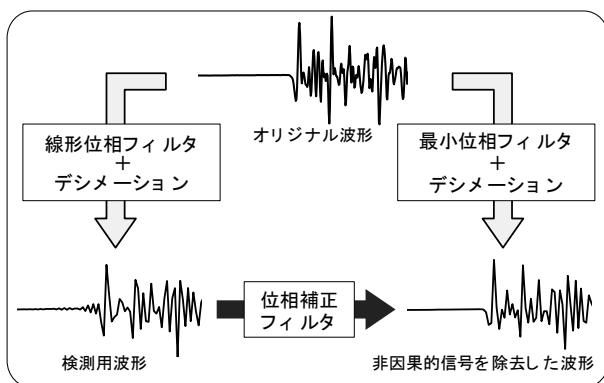 オリジナル波形
線形位相フィルタ
＋
デシメーション
最小位相フィルタ
＋
デシメーション
位相補正
フィルタ
検測用波形
非因果的信号を除去した波形